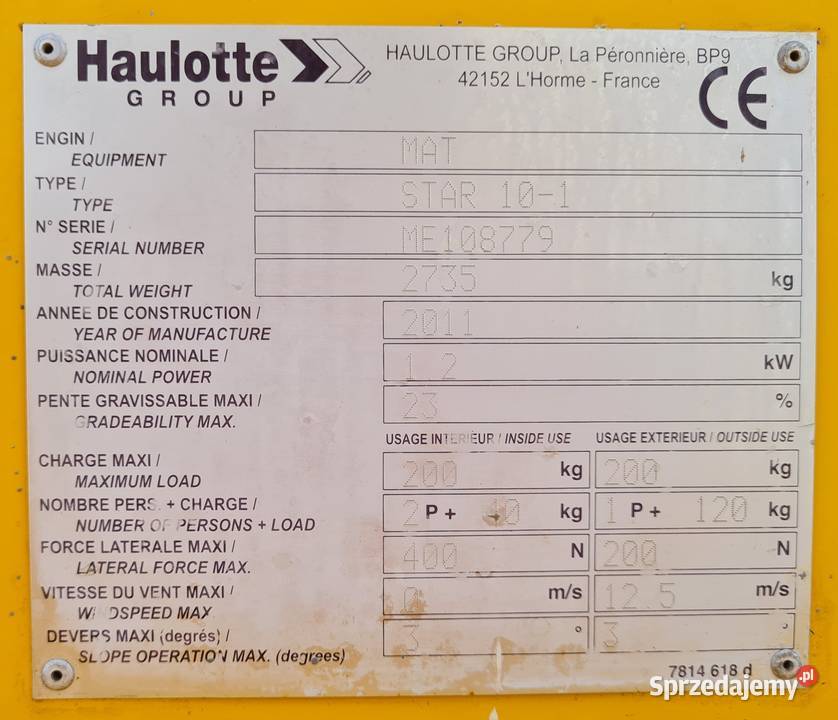 Haulotte
GROUP
HAULOTTE GROUP, La Péronnière, BP9
42152 L'Horme - France
CE
ENGIN / EQUIPMENT MAT
TYPE / TYPE STAR 10-1
N° SERIE / SERIAL NUMBER ME108779
MASSE / TOTAL WEIGHT 2735 kg
ANNEE DE CONSTRUCTION / YEAR OF MANUFACTURE 2011
PUISSANCE NOMINALE / NOMINAL POWER 1.2 kW
PENTE GRAVISSABLE MAXI / GRADEABILITY MAX. 23 %
USAGE INTERIEUR / INSIDE USE USAGE EXTERIEUR / OUTSIDE USE
CHARGE MAXI / MAXIMUM LOAD 200 kg 200 kg
NOMBRE PERS. + CHARGE / NUMBER OF PERSONS + LOAD 2 P + 40 kg 1 P + 120 kg
FORCE LATERALE MAXI / LATERAL FORCE MAX. 400 N 200 N
VITESSE DU VENT MAXI / WINDSPEED MAX 0 m/s 12.5 m/s
DEVERS MAXI (degrés) / SLOPE OPERATION MAX. (degrees) 3 ° 3 °
7814 618 d
Sprzedajemy.pl